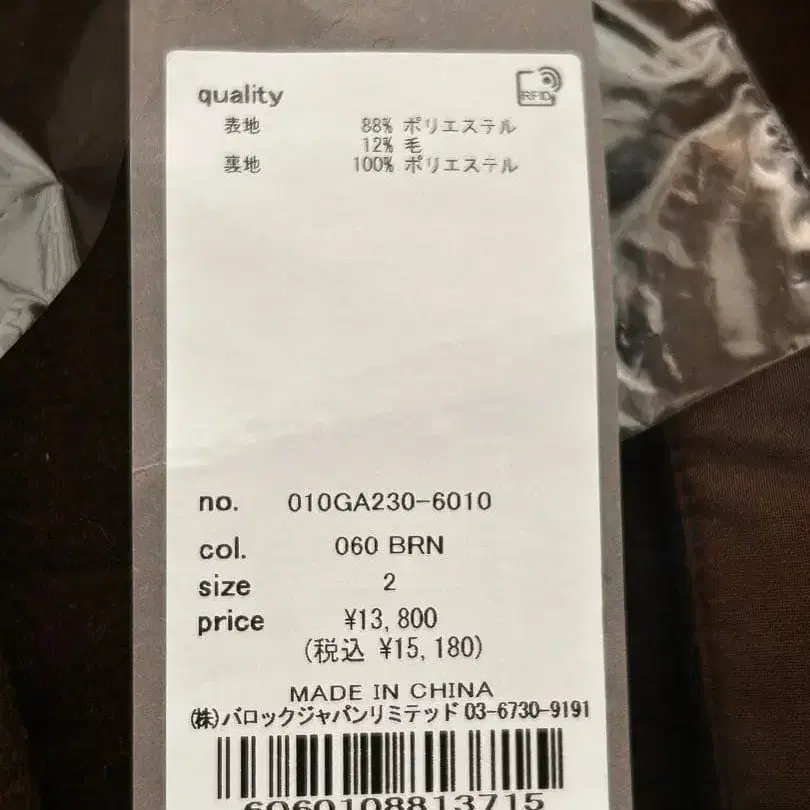 quality
RFID
表地 88% ポリエステル
12% 毛
裏地 100% ポリエステル
no. 010GA230-6010
col. 060 BRN
size 2
price ¥13,800
(税込 ¥15,180)
MADE IN CHINA
(株)バロックジャパンリミテッド 03-6730-9191
6060108813715